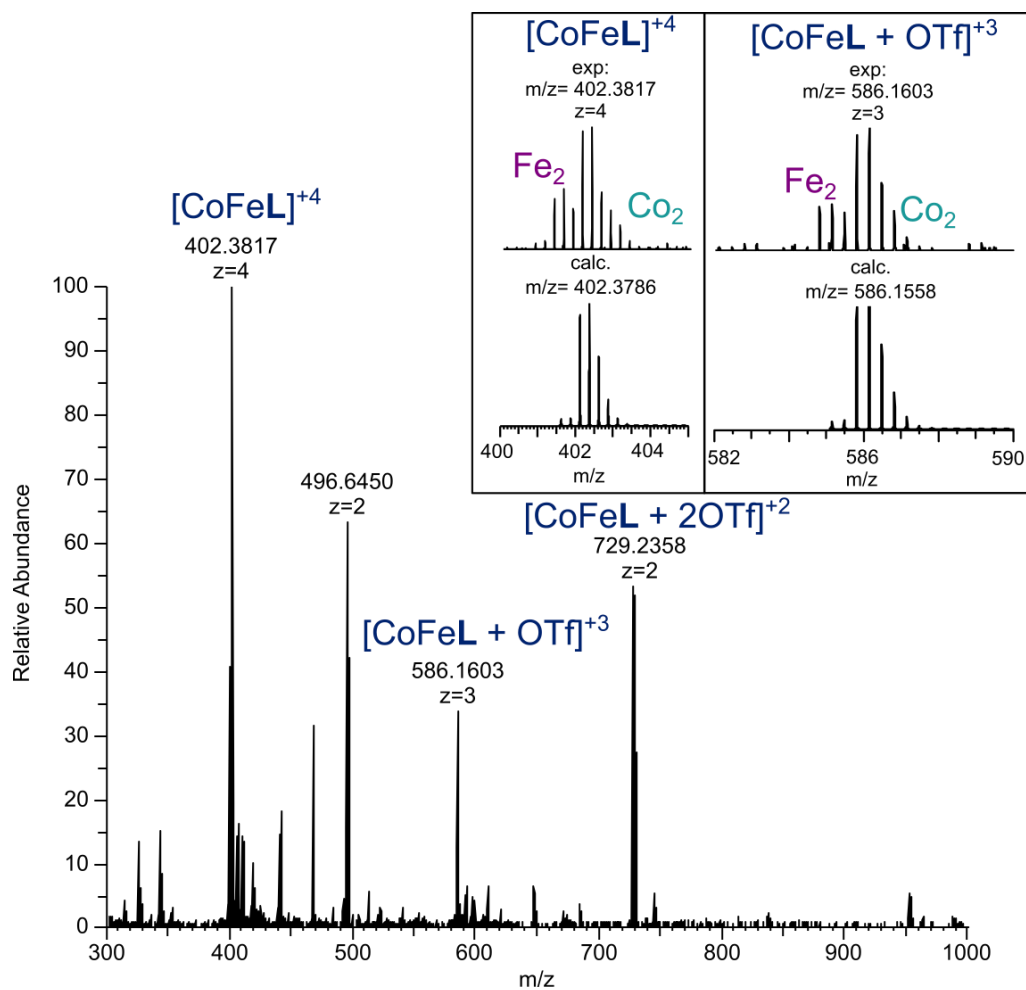 [CoFeL]+4
exp:
m/z= 402.3817
z=4
Fe2
Co2
calc.
m/z= 402.3786
400 402 404
m/z
[CoFeL + OTf]+3
exp:
m/z= 586.1603
z=3
Fe2
Co2
calc.
m/z= 586.1558
582 586 590
m/z
[CoFeL]+4
402.3817
z=4
496.6450
z=2
[CoFeL + OTf]+3
586.1603
z=3
[CoFeL + 2OTf]+2
729.2358
z=2
Relative Abundance
100
90
80
70
60
50
40
30
20
10
0
300 400 500 600 700 800 900 1000
m/z